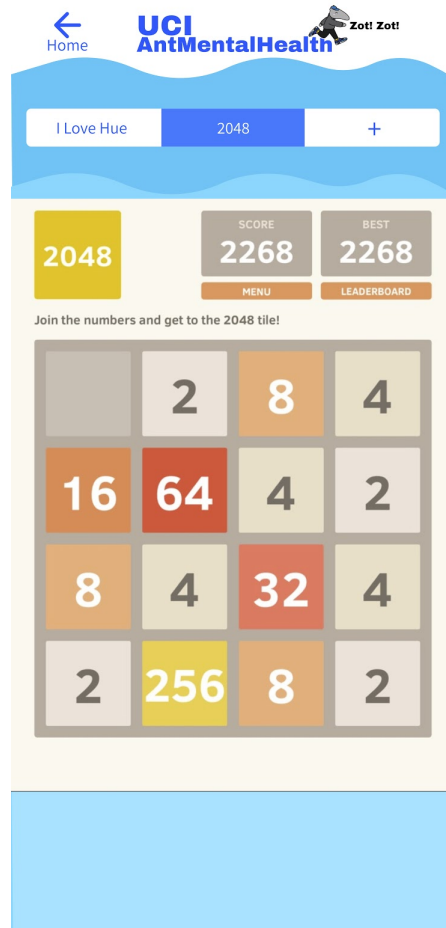 UCI
Zot! Zot!
AntMentalHealth
Home
I Love Hue 2048 +
2048
SCORE BEST
2268 2268
MENU LEADERBOARD
Join the numbers and get to the 2048 tile!
2 8 4
16 64 4 2
8 4 32 4
2 256 8 2